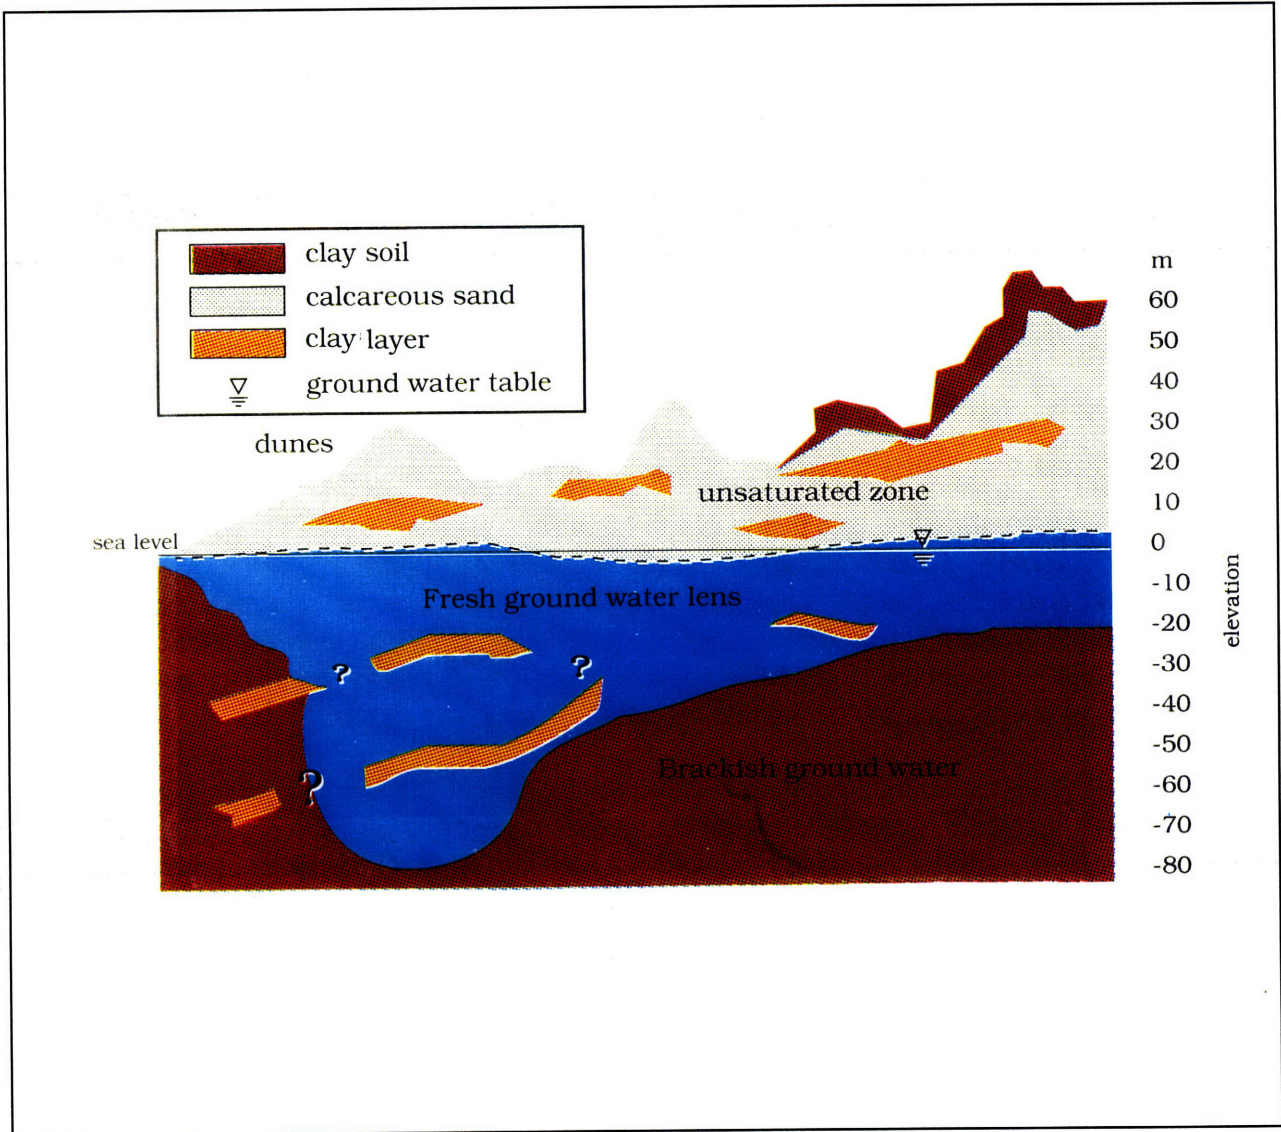 clay soil
calcareous sand
clay layer
ground water table
dunes
unsaturated zone
sea level
Fresh ground water lens
?
?
?
Brackish ground water
m
60
50
40
30
20
10
0
-10
-20
-30
-40
-50
-60
-70
-80
elevation